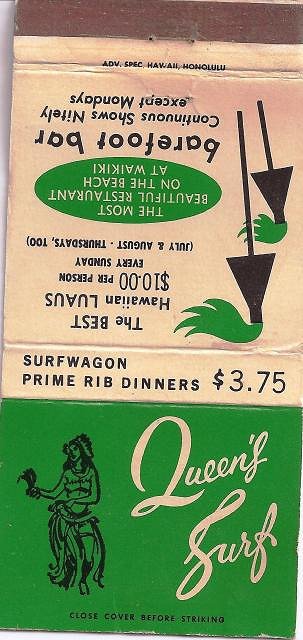 ADV. SPEC. HAWAII, HONOLULU
The BEST
Hawaiian LUAUS
$10.00 PER PERSON
EVERY SUNDAY
(JULY & AUGUST - THURSDAYS, TOO)
THE MOST
BEAUTIFUL RESTAURANT
ON THE BEACH
AT WAIKIKI
barefoot bar
Continuous Shows Nitely
except Mondays
SURFWAGON
PRIME RIB DINNERS $3.75
Queen's
Surf
CLOSE COVER BEFORE STRIKING